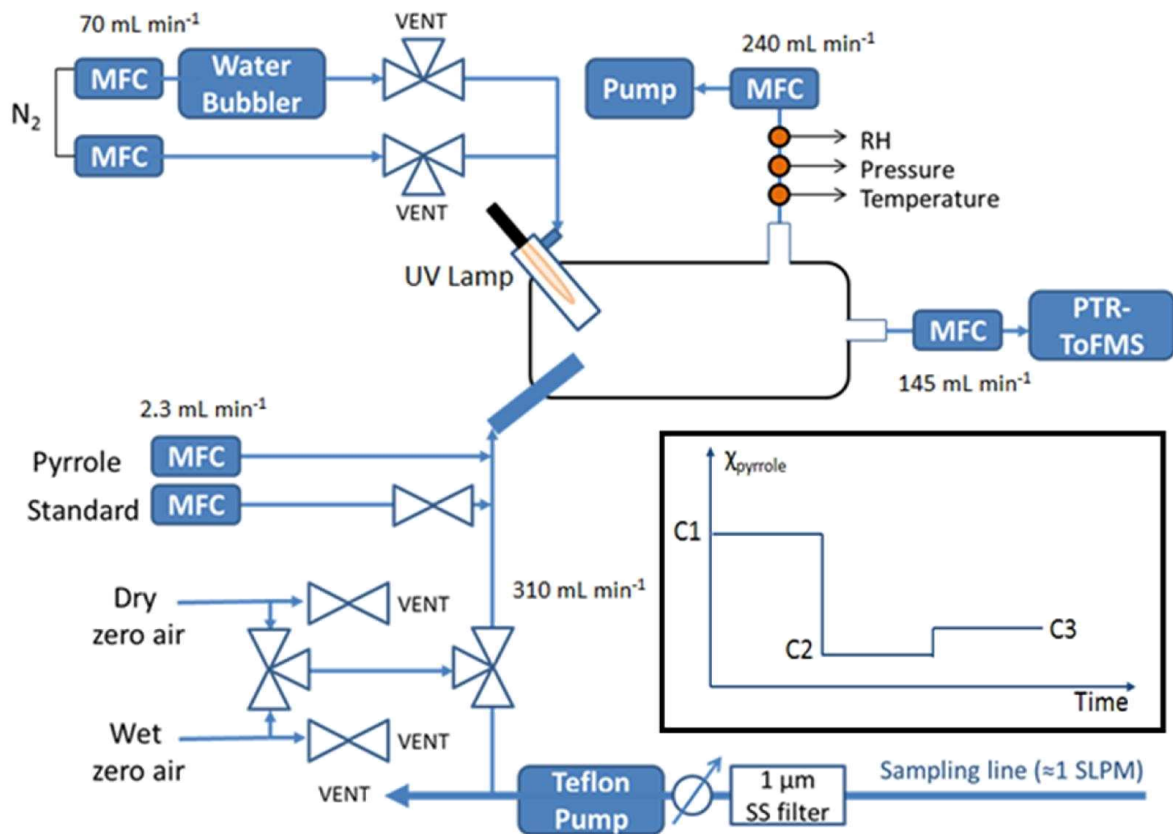 70 mL min⁻¹
VENT
240 mL min⁻¹
MFC
Water
Bubbler
Pump
MFC
N₂
MFC
RH
Pressure
Temperature
VENT
UV Lamp
MFC
PTR-
ToFMS
145 mL min⁻¹
2.3 mL min⁻¹
Pyrrole
MFC
Standard
MFC
χpyrrole
C1
C2
C3
Time
310 mL min⁻¹
Dry
zero air
VENT
Wet
zero air
VENT
VENT
Teflon
Pump
1 µm
SS filter
Sampling line (≈1 SLPM)